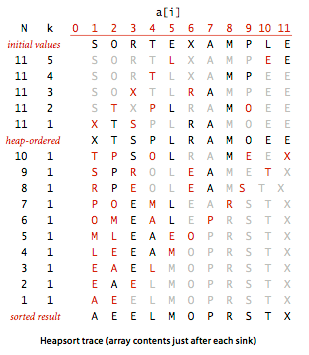 a[i]
N k 0 1 2 3 4 5 6 7 8 9 10 11
initial values S O R T E X A M P L E
11 5 S O R T L X A M P E E
11 4 S O R T L X A M P E E
11 3 S O X T L R A M P E E
11 2 S T X P L R A M O E E
11 1 X T S P L R A M O E E
heap-ordered X T S P L R A M O E E
10 1 T P S O L R A M E E X
9 1 S P R O L E A M E T X
8 1 R P E O L E A M S T X
7 1 P O E M L E A R S T X
6 1 O M E A L E P R S T X
5 1 M L E A E O P R S T X
4 1 L E E A M O P R S T X
3 1 E A E L M O P R S T X
2 1 E A E L M O P R S T X
1 1 A E E L M O P R S T X
sorted result A E E L M O P R S T X
Heapsort trace (array contents just after each sink)